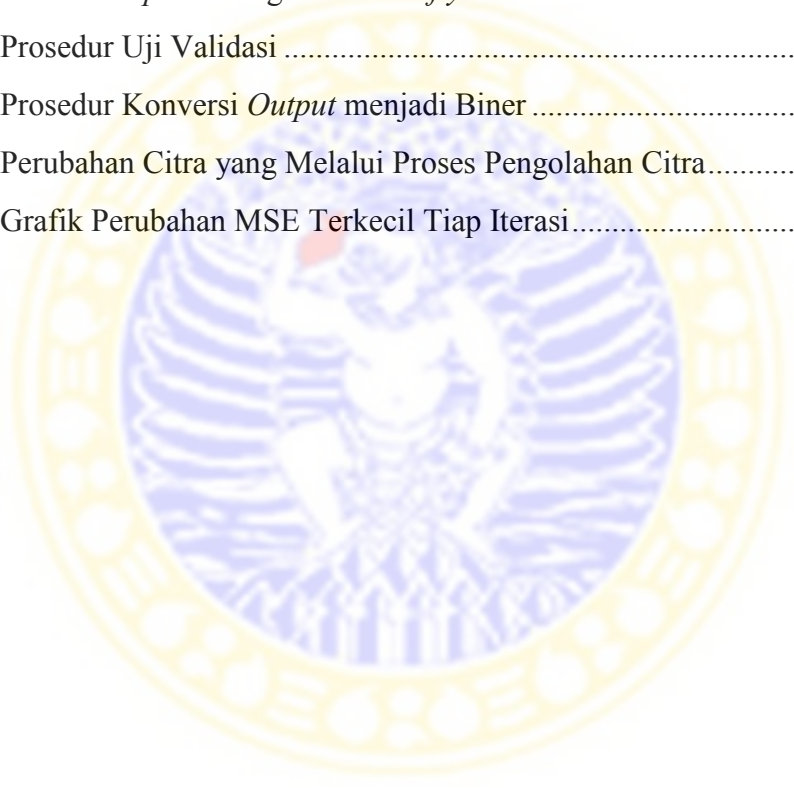 Prosedur Uji Validasi ................................................................
Prosedur Konversi Output menjadi Biner .................................
Perubahan Citra yang Melalui Proses Pengolahan Citra...........
Grafik Perubahan MSE Terkecil Tiap Iterasi............................